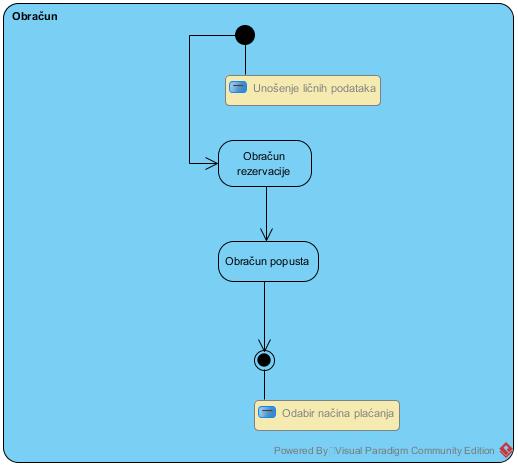 Obračun
Unošenje ličnih podataka
Obračun
rezervacije
Obračun popusta
Odabir načina plaćanja
Powered By Visual Paradigm Community Edition